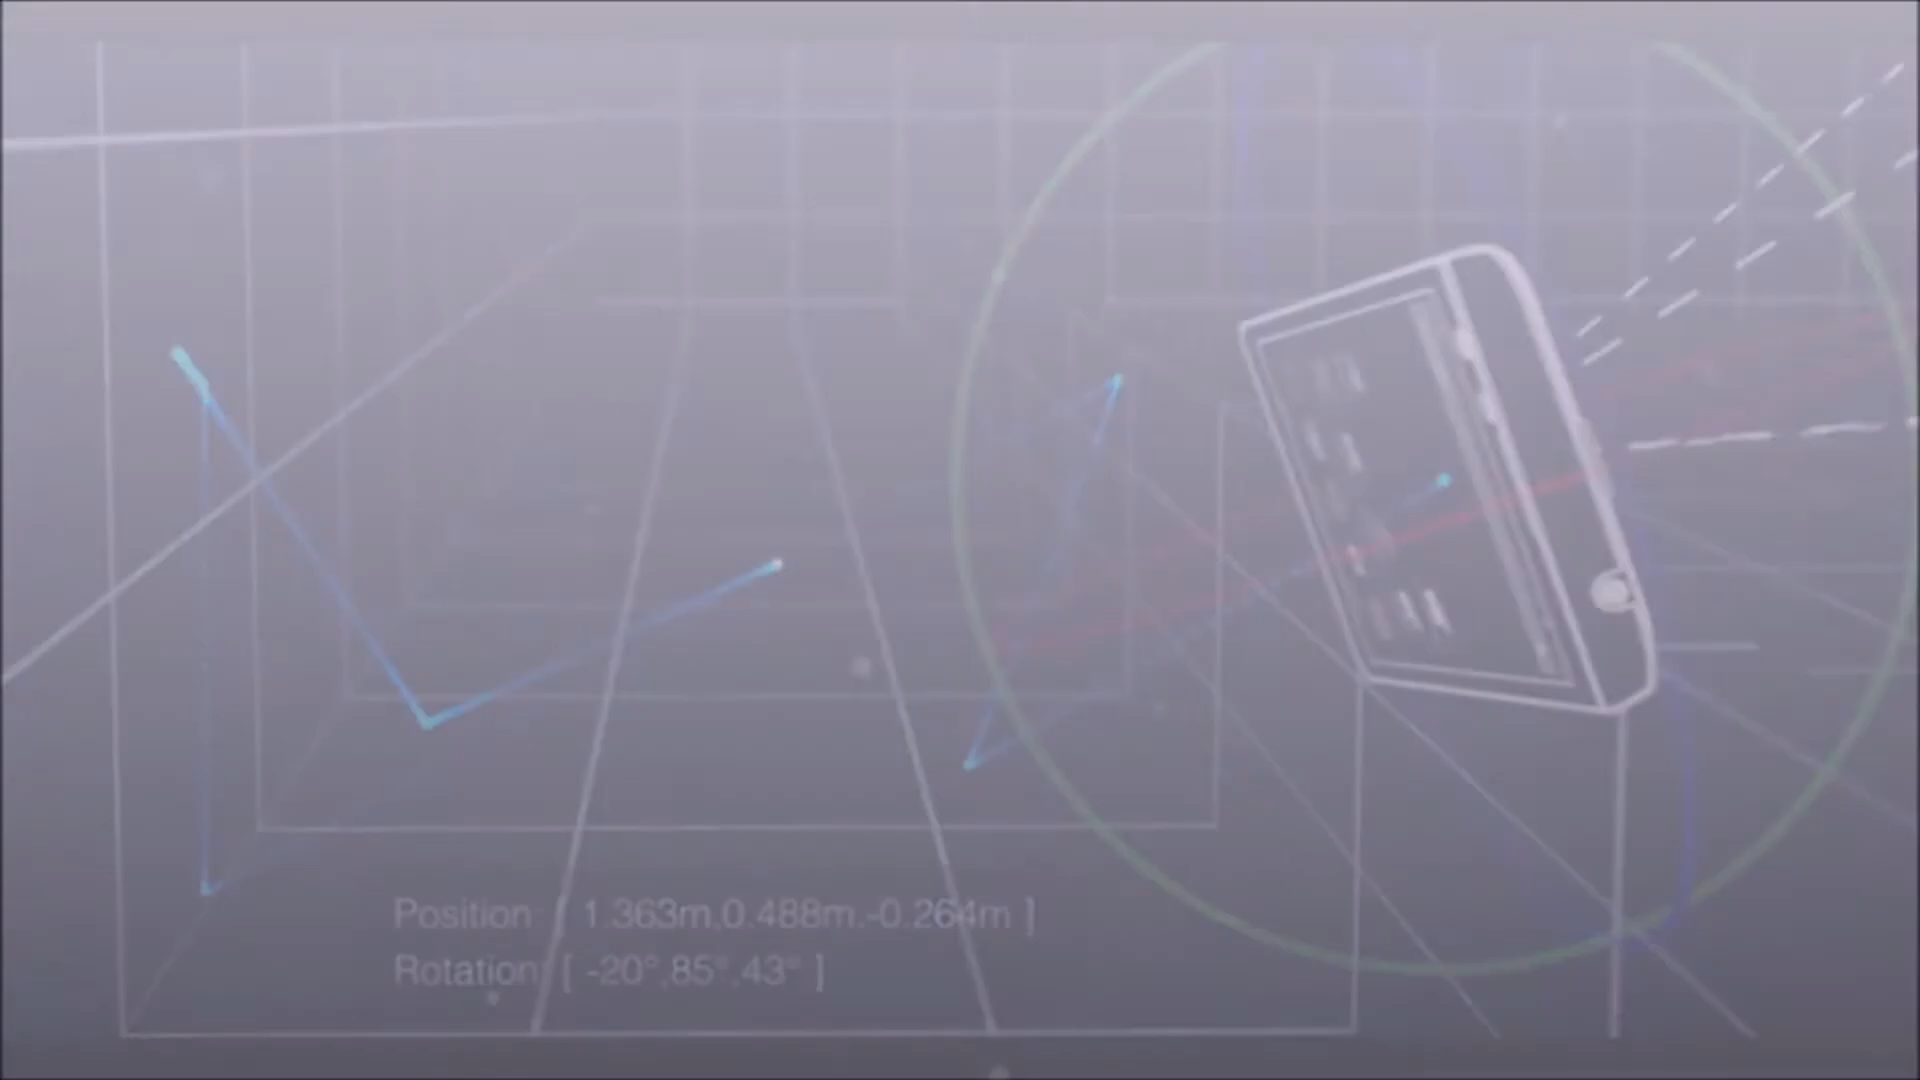 Position [ 1.363m,0.488m.-0.264m ]
Rotation [ -20°,85°,43° ]